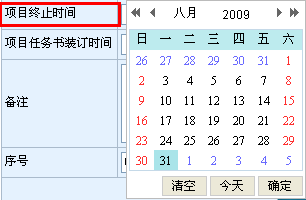 项目终止时间
八月 2009
项目任务书装订时间
日 一 二 三 四 五 六
26 27 28 29 30 31 1
2 3 4 5 6 7 8
备注
9 10 11 12 13 14 15
16 17 18 19 20 21 22
23 24 25 26 27 28 29
序号
30 31 1 2 3 4 5
清空 今天 确定